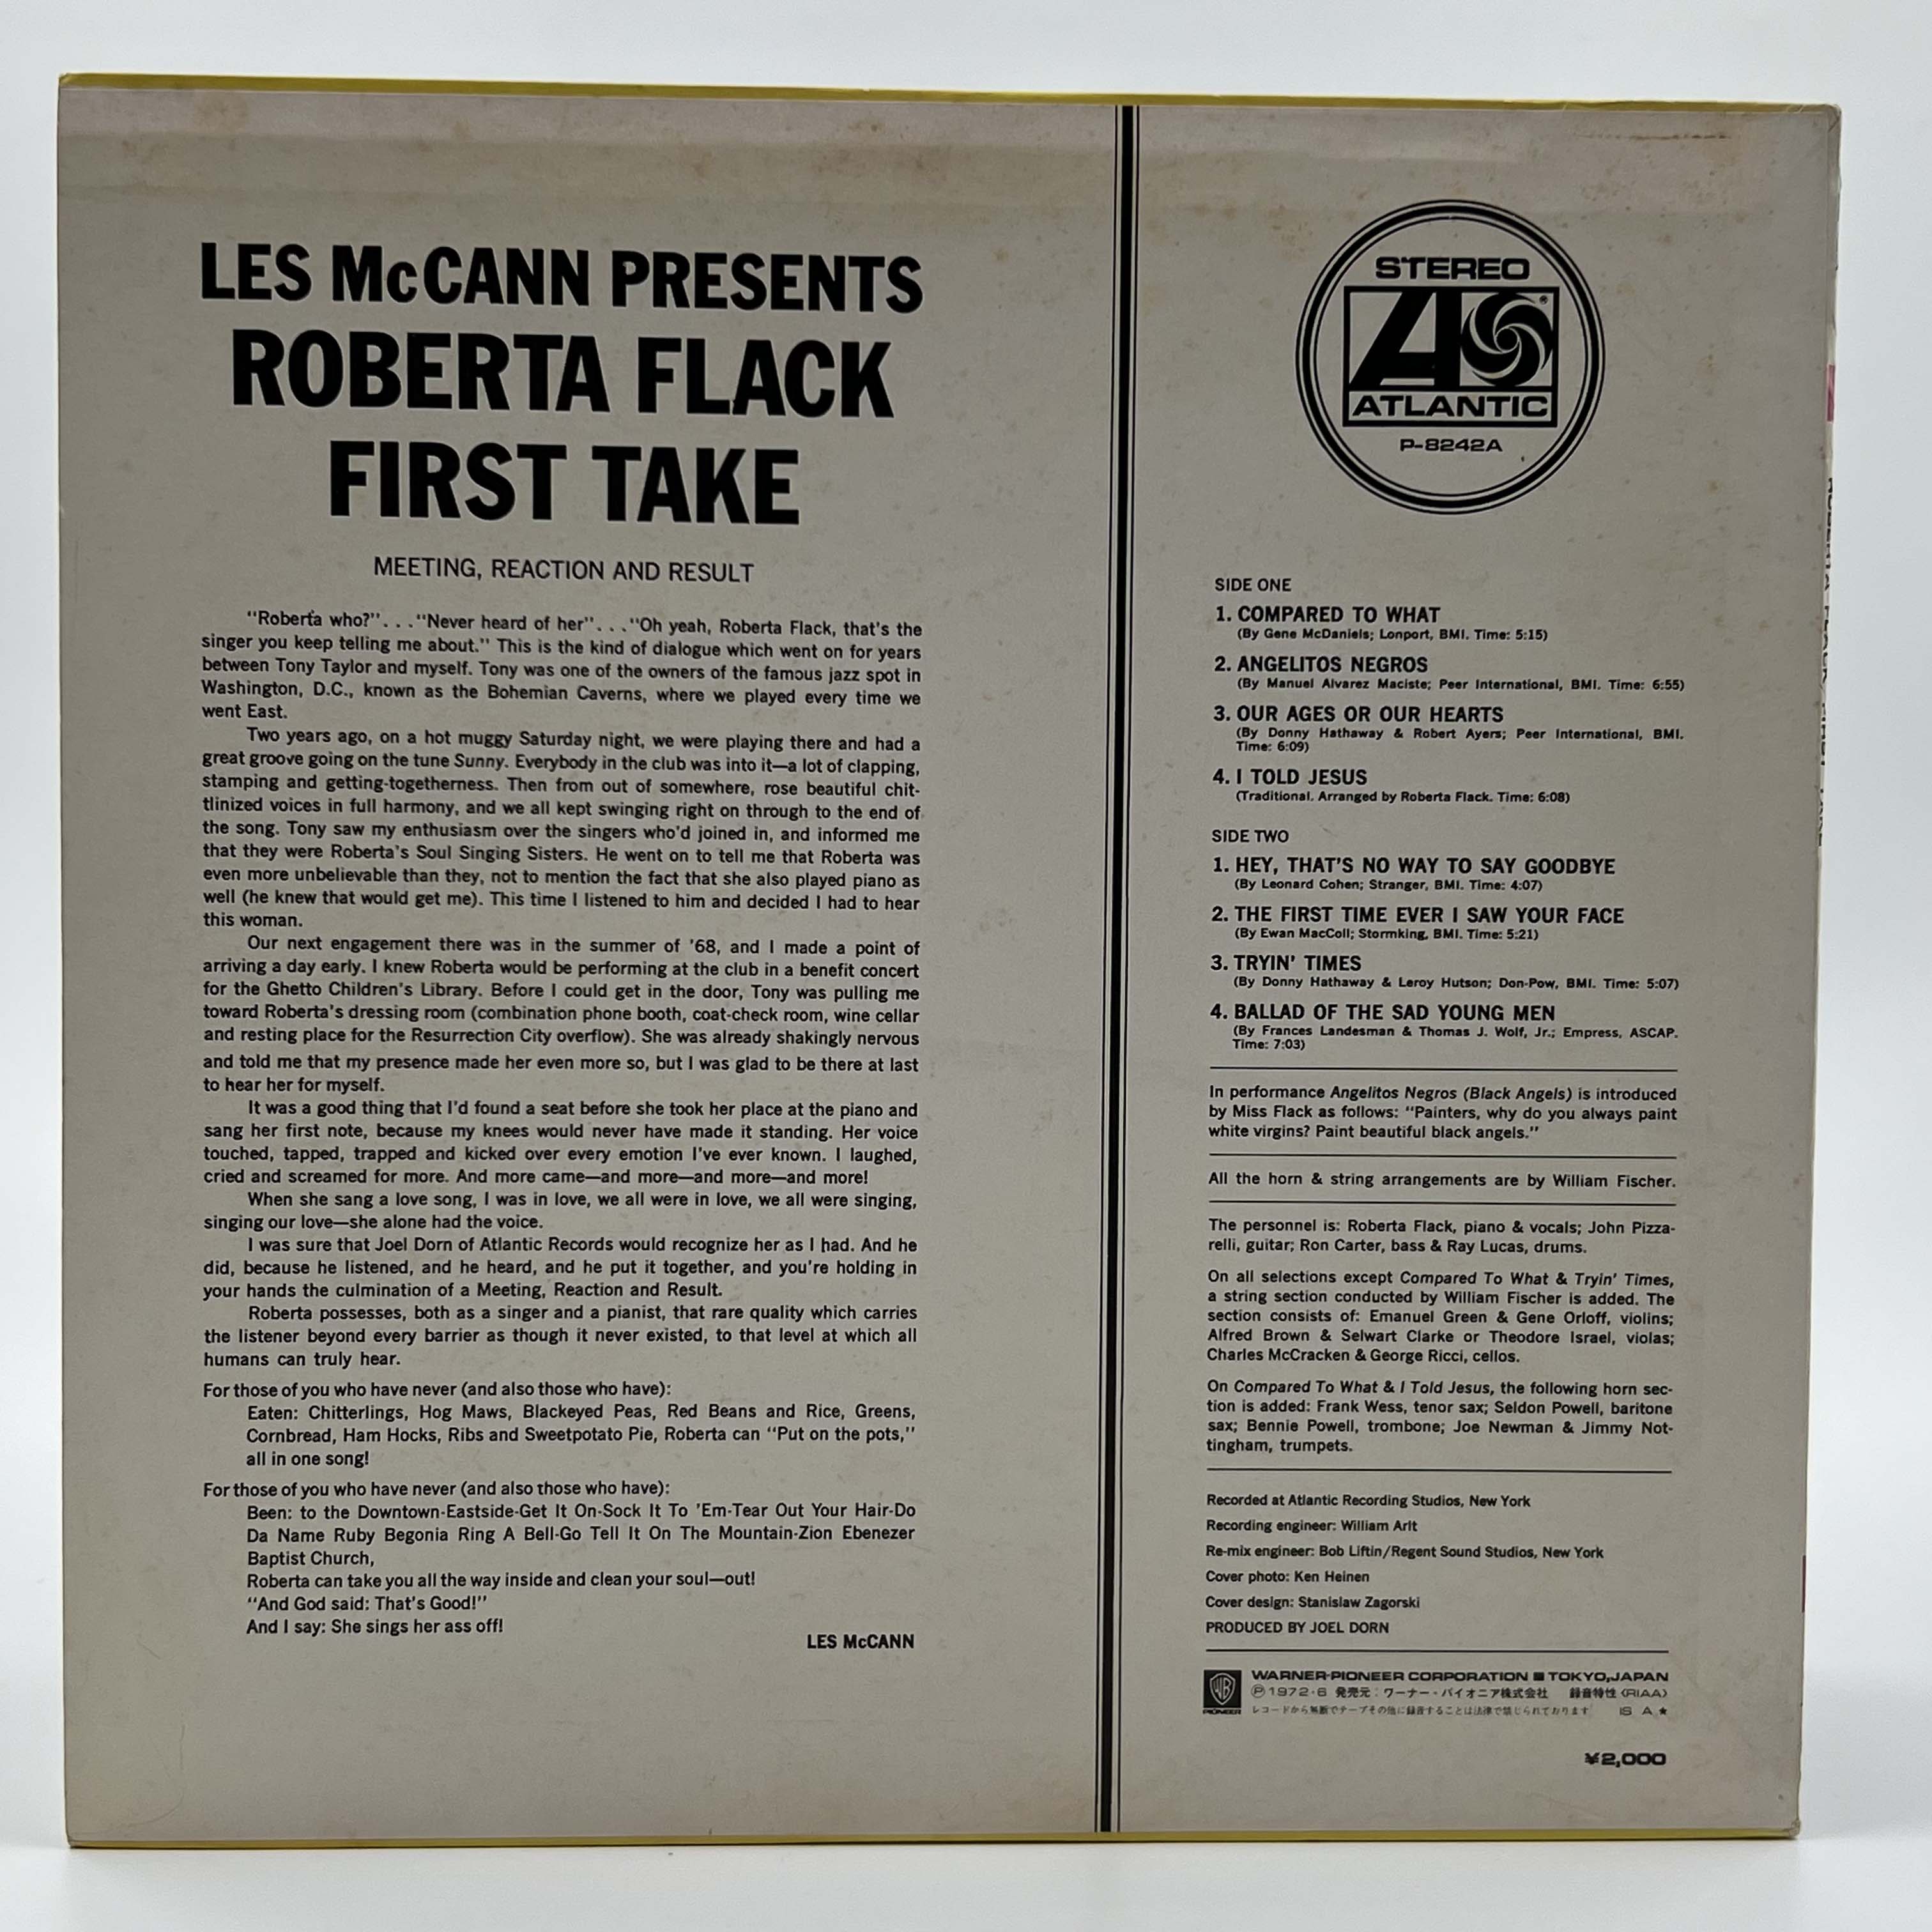 LES McCANN PRESENTS
ROBERTA FLACK
FIRST TAKE
MEETING, REACTION AND RESULT
"Roberta who?"...."Never heard of her"...."Oh yeah, Roberta Flack, that's the
singer you keep telling me about." This is the kind of dialogue which went on for years
between Tony Taylor and myself. Tony was one of the owners of the famous jazz spot in
Washington, D.C., known as the Bohemian Caverns, where we played every time we
went East.
Two years ago, on a hot muggy Saturday night, we were playing there and had a
great groove going on the tune Sunny. Everybody in the club was into it—a lot of clapping,
stamping and getting-togetherness. Then from out of somewhere, rose beautiful chit-
tlinized voices in full harmony, and we all kept swinging right on through to the end of
the song. Tony saw my enthusiasm over the singers who'd joined in, and informed me
that they were Roberta's Soul Singing Sisters. He went on to tell me that Roberta was
even more unbelievable than they, not to mention the fact that she also played piano as
well (he knew that would get me). This time I listened to him and decided I had to hear
this woman.
Our next engagement there was in the summer of '68, and I made a point of
arriving a day early. I knew Roberta would be performing at the club in a benefit concert
for the Ghetto Children's Library. Before I could get in the door, Tony was pulling me
toward Roberta's dressing room (combination phone booth, coat-check room, wine cellar
and resting place for the Resurrection City overflow). She was already shakingly nervous
and told me that my presence made her even more so, but I was glad to be there at last
to hear her for myself.
It was a good thing that I'd found a seat before she took her place at the piano and
sang her first note, because my knees would never have made it standing. Her voice
touched, tapped, trapped and kicked over every emotion I've ever known. I laughed,
cried and screamed for more. And more came—and more—and more—and more!
When she sang a love song, I was in love, we all were in love, we all were singing,
singing our love—she alone had the voice.
I was sure that Joel Dorn of Atlantic Records would recognize her as I had. And he
did, because he listened, and he heard, and he put it together, and you're holding in
your hands the culmination of a Meeting, Reaction and Result.
Roberta possesses, both as a singer and a pianist, that rare quality which carries
the listener beyond every barrier as though it never existed, to that level at which all
humans can truly hear.
For those of you who have never (and also those who have):
Eaten: Chitterlings, Hog Maws, Blackeyed Peas, Red Beans and Rice, Greens,
Cornbread, Ham Hocks, Ribs and Sweetpotato Pie, Roberta can "Put on the pots,"
all in one song!
For those of you who have never (and also those who have):
Been: to the Downtown-Eastside-Get It On-Sock It To 'Em-Tear Out Your Hair-Do
Da Name Ruby Begonia Ring A Bell-Go Tell It On The Mountain-Zion Ebenezer
Baptist Church,
Roberta can take you all the way inside and clean your soul—out!
"And God said: That's Good!"
And I say: She sings her ass off!
LES McCANN
STEREO
ATLANTIC
P-8242A
SIDE ONE
1. COMPARED TO WHAT
(By Gene McDaniels; Lonport, BMI. Time: 5:15)
2. ANGELITOS NEGROS
(By Manuel Alvarez Maciste; Peer International, BMI. Time: 6:55)
3. OUR AGES OR OUR HEARTS
(By Donny Hathaway & Robert Ayers; Peer International, BMI.
Time: 6:09)
4. I TOLD JESUS
(Traditional. Arranged by Roberta Flack. Time: 6:08)
SIDE TWO
1. HEY, THAT'S NO WAY TO SAY GOODBYE
(By Leonard Cohen; Stranger, BMI. Time: 4:07)
2. THE FIRST TIME EVER I SAW YOUR FACE
(By Ewan MacColl; Stormking, BMI. Time: 5:21)
3. TRYIN' TIMES
(By Donny Hathaway & Leroy Hutson; Don-Pow, BMI. Time: 5:07)
4. BALLAD OF THE SAD YOUNG MEN
(By Frances Landesman & Thomas J. Wolf, Jr.; Empress, ASCAP.
Time: 7:03)
In performance Angelitos Negros (Black Angels) is introduced
by Miss Flack as follows: "Painters, why do you always paint
white virgins? Paint beautiful black angels."
All the horn & string arrangements are by William Fischer.
The personnel is: Roberta Flack, piano & vocals; John Pizza-
relli, guitar; Ron Carter, bass & Ray Lucas, drums.
On all selections except Compared To What & Tryin' Times,
a string section conducted by William Fischer is added. The
section consists of: Emanuel Green & Gene Orloff, violins;
Alfred Brown & Selwart Clarke or Theodore Israel, violas;
Charles McCracken & George Ricci, cellos.
On Compared To What & I Told Jesus, the following horn sec-
tion is added: Frank Wess, tenor sax; Seldon Powell, baritone
sax; Bennie Powell, trombone; Joe Newman & Jimmy Not-
tingham, trumpets.
Recorded at Atlantic Recording Studios, New York
Recording engineer: William Arlt
Re-mix engineer: Bob Liftin/Regent Sound Studios, New York
Cover photo: Ken Heinen
Cover design: Stanislaw Zagorski
PRODUCED BY JOEL DORN
PIONEER
WARNER-PIONEER CORPORATION ■ TOKYO,JAPAN
Ⓟ1972・6 発売元：ワーナー・パイオニア株式会社 録音特性〈RIAA〉
レコードから無断でテープその他に録音することは法律で禁じられております IS A ★
¥2,000